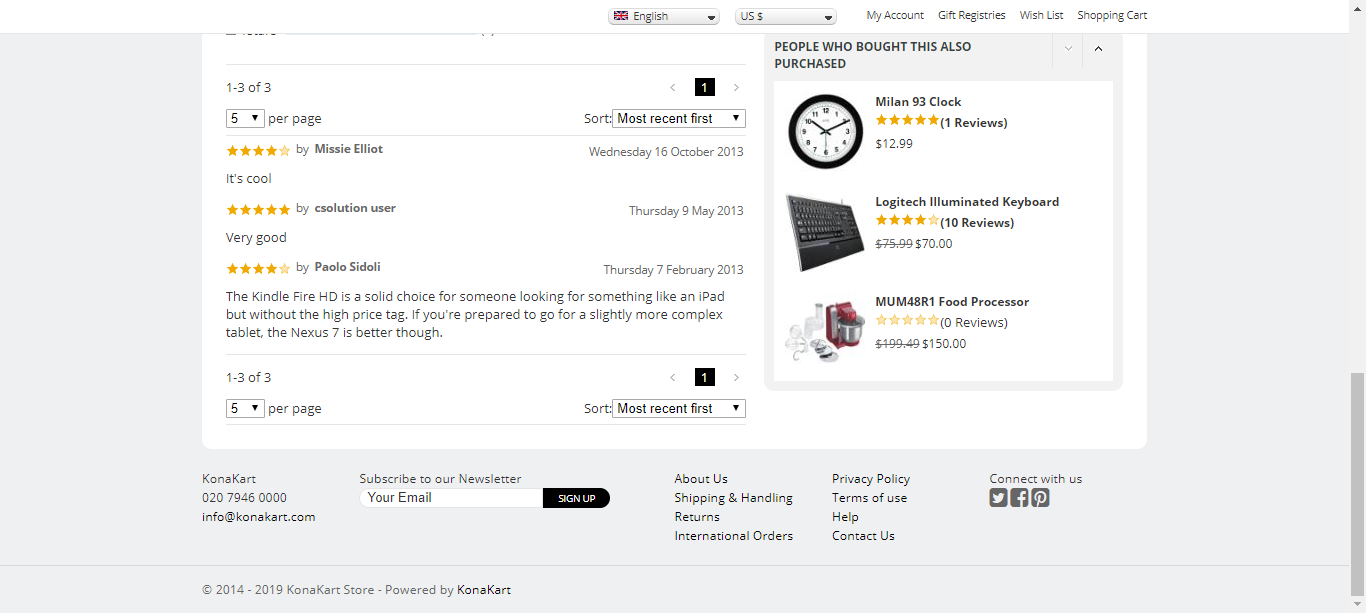 English
US $
My Account
Gift Registries
Wish List
Shopping Cart
1-3 of 3
1
5 per page
Sort: Most recent first
by Missie Elliot
Wednesday 16 October 2013
It's cool
by csolution user
Thursday 9 May 2013
Very good
by Paolo Sidoli
Thursday 7 February 2013
The Kindle Fire HD is a solid choice for someone looking for something like an iPad
but without the high price tag. If you're prepared to go for a slightly more complex
tablet, the Nexus 7 is better though.
1-3 of 3
1
5 per page
Sort: Most recent first
PEOPLE WHO BOUGHT THIS ALSO
PURCHASED
Milan 93 Clock
(1 Reviews)
$12.99
Logitech Illuminated Keyboard
(10 Reviews)
$75.99 $70.00
MUM48R1 Food Processor
(0 Reviews)
$199.49 $150.00
KonaKart
020 7946 0000
info@konakart.com
Subscribe to our Newsletter
Your Email
SIGN UP
About Us
Shipping & Handling
Returns
International Orders
Privacy Policy
Terms of use
Help
Contact Us
Connect with us
© 2014 - 2019 KonaKart Store - Powered by KonaKart